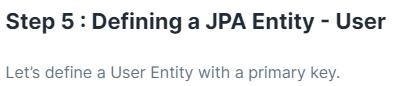 Step 5 : Defining a JPA Entity - User
Let's define a User Entity with a primary key.